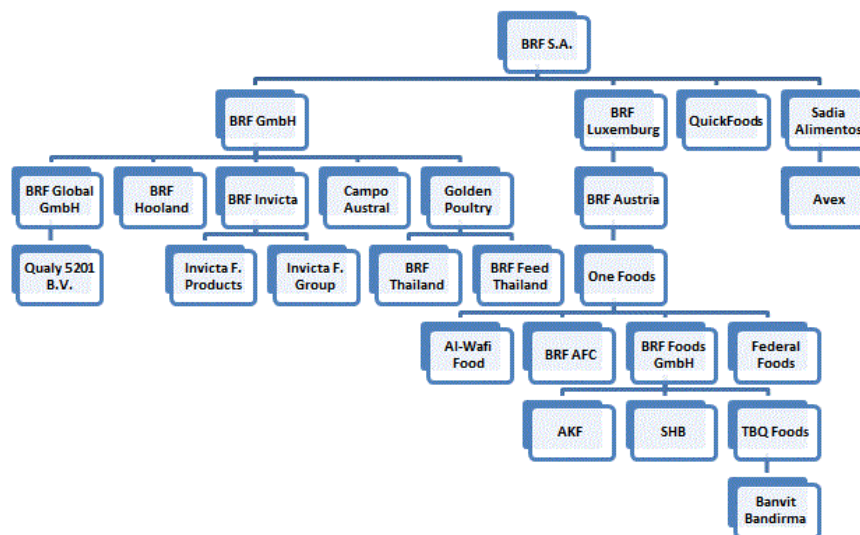 BRF S.A.
BRF GmbH
BRF
Luxemburg
QuickFoods
Sadia
Alimentos
BRF Global
GmbH
BRF
Hooland
BRF Invicta
Campo
Austral
Golden
Poultry
BRF Austria
Avex
Qualy 5201
B.V.
Invicta F.
Products
Invicta F.
Group
BRF
Thailand
BRF Feed
Thailand
One Foods
Al-Wafi
Food
BRF AFC
BRF Foods
GmbH
Federal
Foods
AKF
SHB
TBQ Foods
Banvit
Bandirma